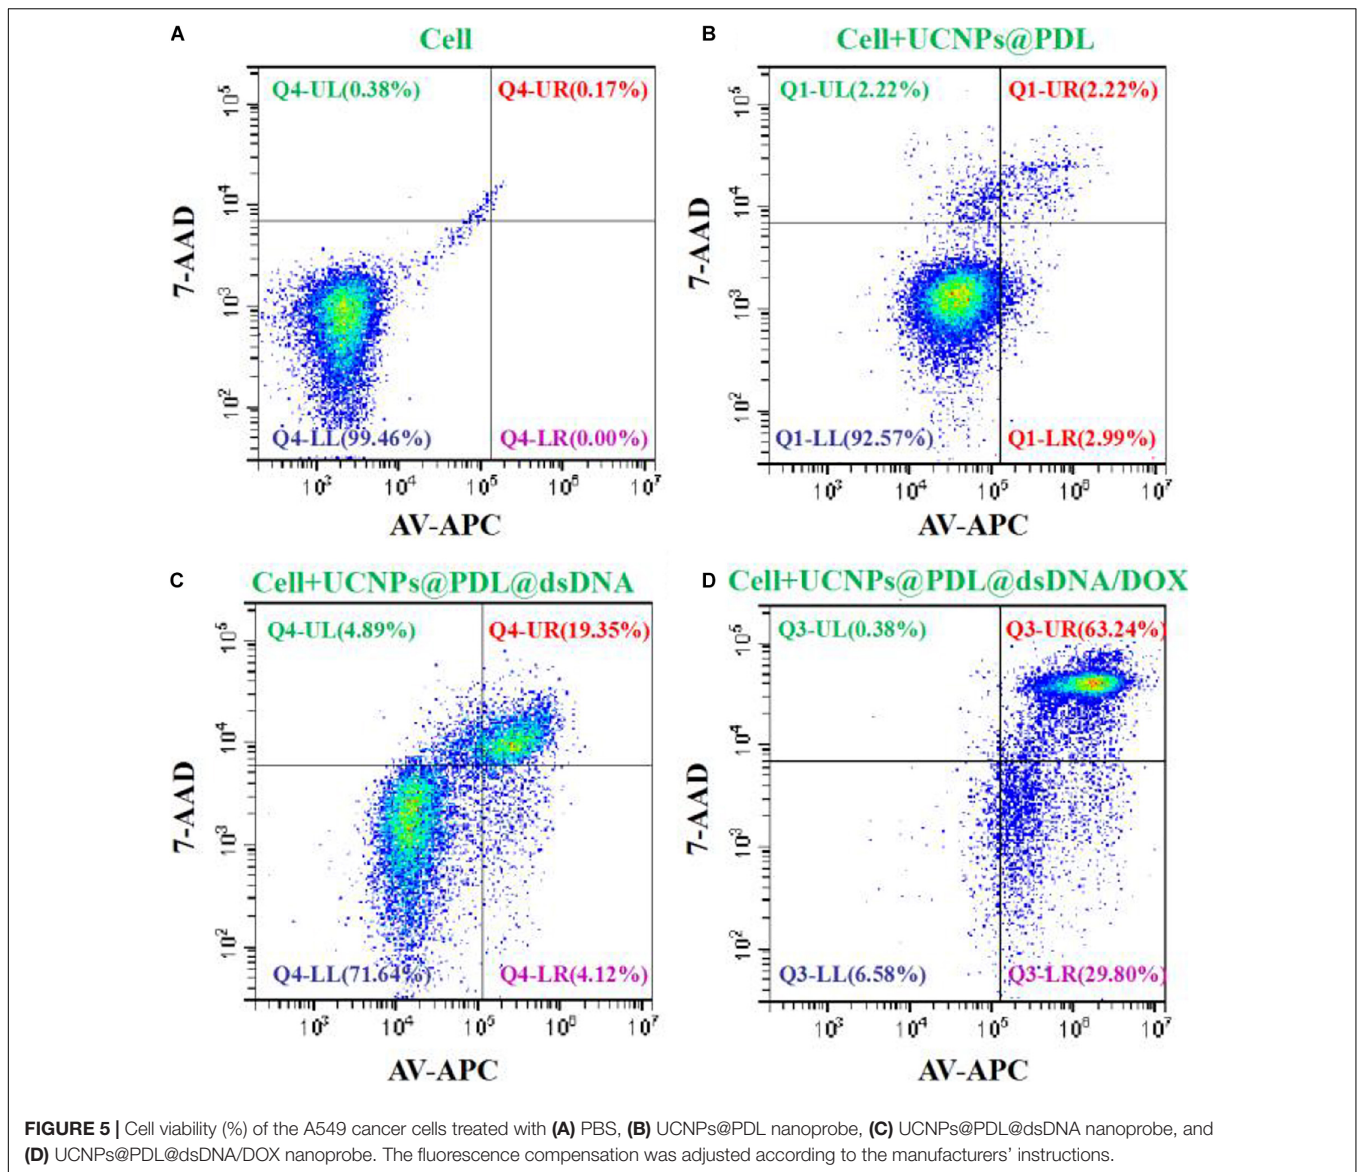 A
Cell
Q4-UL(0.38%)
Q4-UR(0.17%)
10^5
10^4
10^3
10^2
7-AAD
Q4-LL(99.46%)
Q4-LR(0.00%)
10^3 10^4 10^5 10^6 10^7
AV-APC
B
Cell+UCNPs@PDL
Q1-UL(2.22%)
Q1-UR(2.22%)
10^5
10^4
10^3
10^2
7-AAD
Q1-LL(92.57%)
Q1-LR(2.99%)
10^3 10^4 10^5 10^6 10^7
AV-APC
C
Cell+UCNPs@PDL@dsDNA
Q4-UL(4.89%)
Q4-UR(19.35%)
10^5
10^4
10^3
10^2
7-AAD
Q4-LL(71.64%)
Q4-LR(4.12%)
10^3 10^4 10^5 10^6 10^7
AV-APC
D
Cell+UCNPs@PDL@dsDNA/DOX
Q3-UL(0.38%)
Q3-UR(63.24%)
10^5
10^4
10^3
10^2
7-AAD
Q3-LL(6.58%)
Q3-LR(29.80%)
10^3 10^4 10^5 10^6 10^7
AV-APC
FIGURE 5 | Cell viability (%) of the A549 cancer cells treated with (A) PBS, (B) UCNPs@PDL nanoprobe, (C) UCNPs@PDL@dsDNA nanoprobe, and
(D) UCNPs@PDL@dsDNA/DOX nanoprobe. The fluorescence compensation was adjusted according to the manufacturers' instructions.